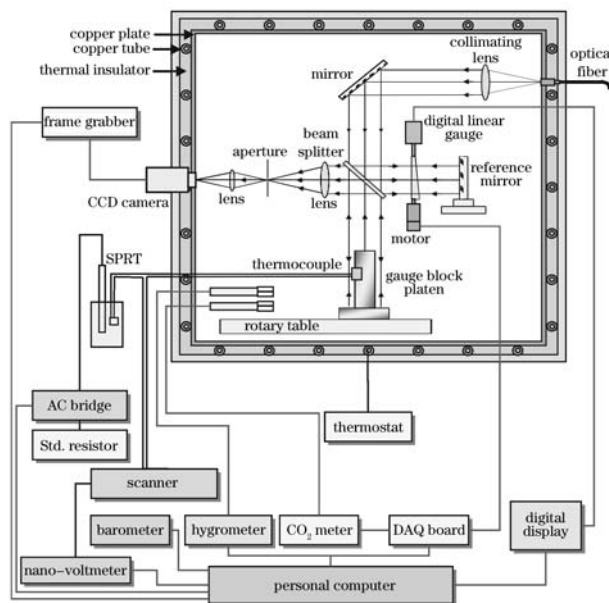 copper plate
copper tube
thermal insulator
collimating
lens
optical
fiber
mirror
digital linear
gauge
frame grabber
beam
splitter
aperture
reference
mirror
CCD camera
lens
lens
motor
SPRT
thermocouple
gauge block
platen
rotary table
AC bridge
Std. resistor
thermostat
scanner
barometer
hygrometer
CO₂ meter
DAQ board
digital
display
nano-voltmeter
personal computer